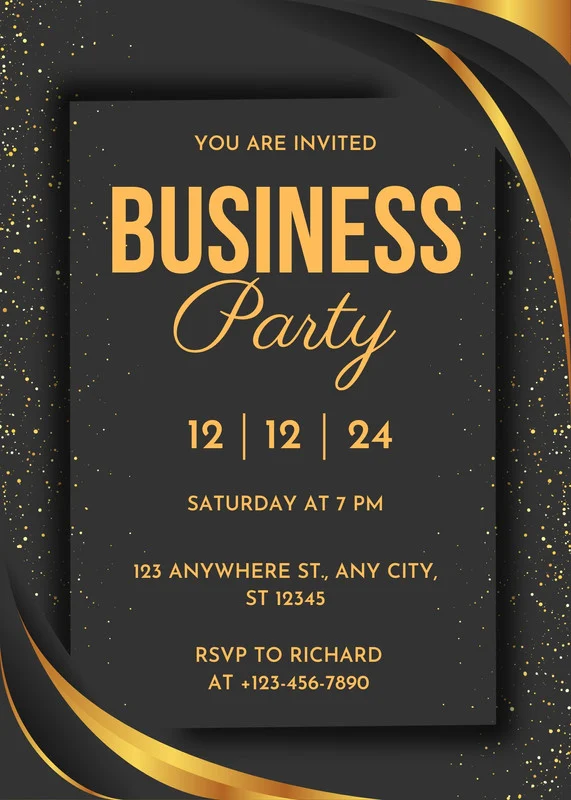 YOU ARE INVITED
BUSINESS
Party
12 | 12 | 24
SATURDAY AT 7 PM
123 ANYWHERE ST., ANY CITY,
ST 12345
RSVP TO RICHARD
AT +123-456-7890